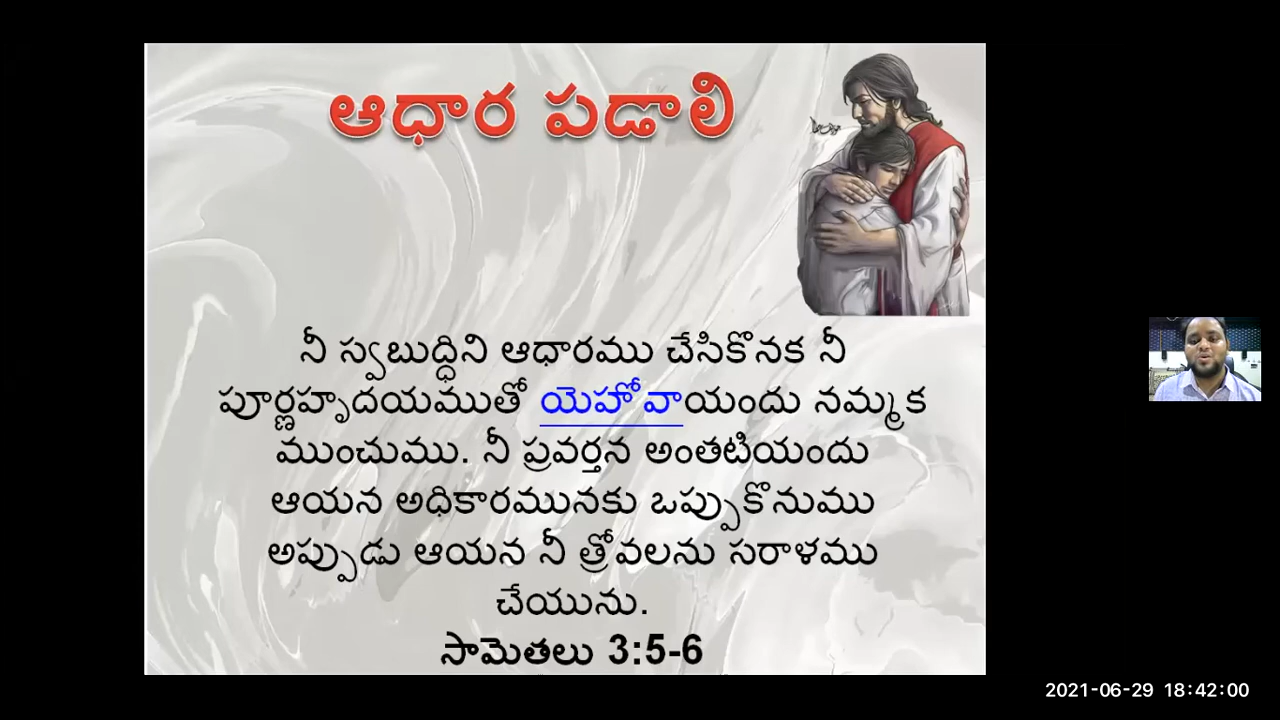 ఆధార పడాలి
నీ స్వబుద్ధిని ఆధారము చేసికొనక నీ
పూర్ణహృదయముతో యెహోవాయందు నమ్మక
ముంచుము. నీ ప్రవర్తన అంతటియందు
ఆయన అధికారమునకు ఒప్పుకొనుము
అప్పుడు ఆయన నీ త్రోవలను సరాళము
చేయును.
సామెతలు 3:5-6
2021-06-29 18:42:00